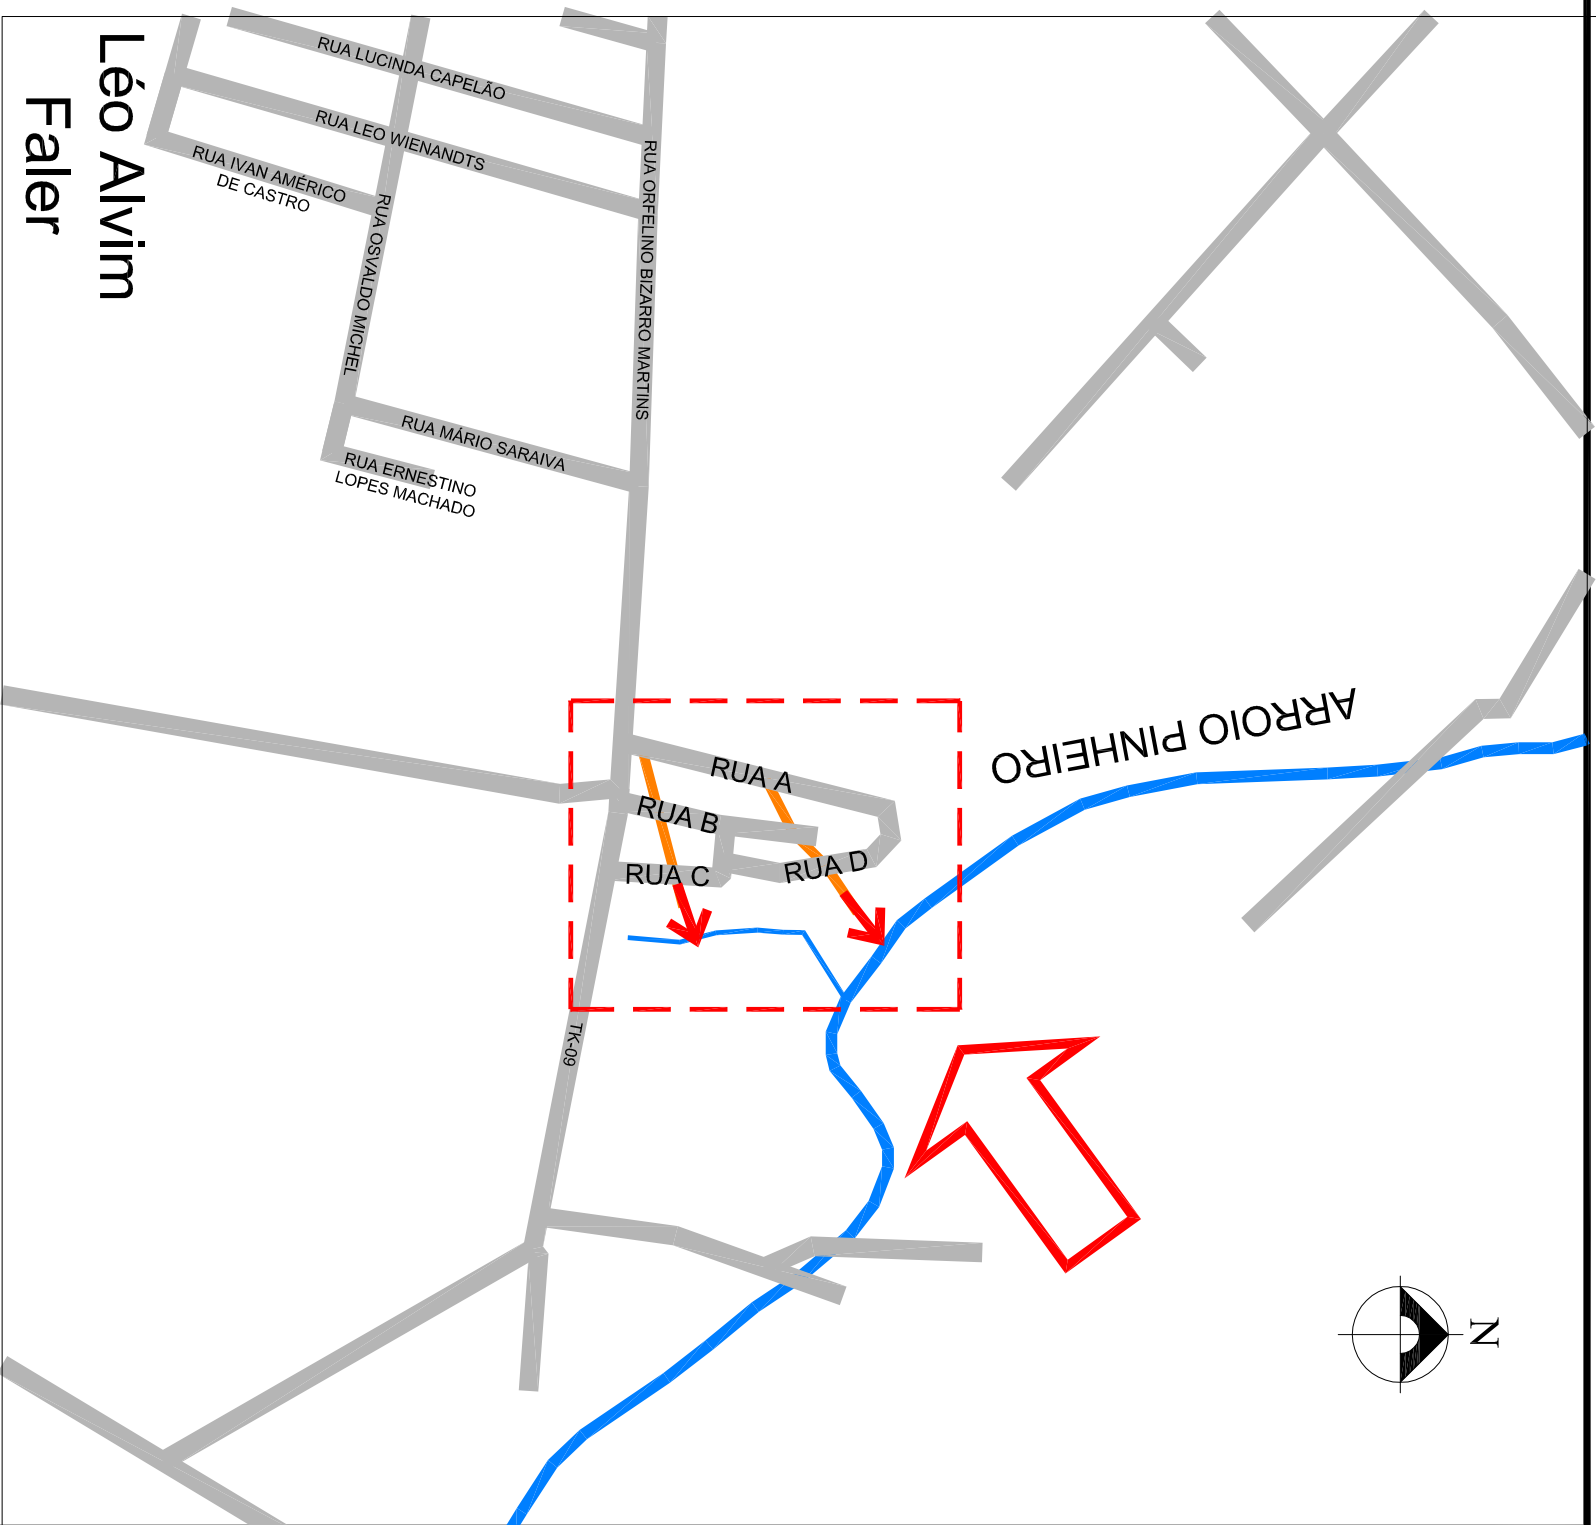 Léo Alvim
Faler
RUA LUCINDA CAPELÃO
RUA LEO WIENANDTS
RUA IVAN AMÉRICO
DE CASTRO
RUA OSVALDO MICHEL
RUA ORFELINO BIZARRO MARTINS
RUA MÁRIO SARAIVA
RUA ERNESTINO
LOPES MACHADO
ARROIO PINHEIRO
RUA A
RUA B
RUA C
RUA D
TK-09
N